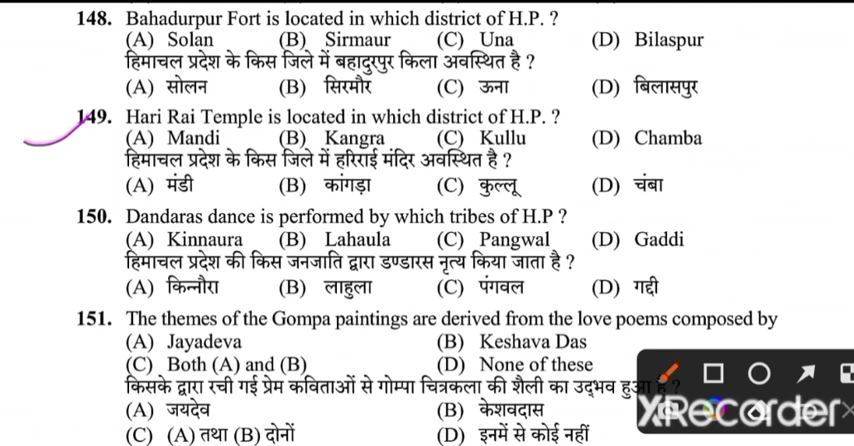 148. Bahadurpur Fort is located in which district of H.P. ?
(A) Solan (B) Sirmaur (C) Una (D) Bilaspur
हिमाचल प्रदेश के किस जिले में बहादुरपुर किला अवस्थित है ?
(A) सोलन (B) सिरमौर (C) ऊना (D) बिलासपुर
149. Hari Rai Temple is located in which district of H.P. ?
(A) Mandi (B) Kangra (C) Kullu (D) Chamba
हिमाचल प्रदेश के किस जिले में हरिराई मंदिर अवस्थित है ?
(A) मंडी (B) कांगड़ा (C) कुल्लू (D) चंबा
150. Dandaras dance is performed by which tribes of H.P ?
(A) Kinnaura (B) Lahaula (C) Pangwal (D) Gaddi
हिमाचल प्रदेश की किस जनजाति द्वारा डण्डारस नृत्य किया जाता है ?
(A) किन्नौरा (B) लाहुला (C) पंगवल (D) गद्दी
151. The themes of the Gompa paintings are derived from the love poems composed by
(A) Jayadeva (B) Keshava Das
(C) Both (A) and (B) (D) None of these
किसके द्वारा रची गई प्रेम कविताओं से गोम्पा चित्रकला की शैली का उद्भव हुआ है ?
(A) जयदेव (B) केशवदास
(C) (A) तथा (B) दोनों (D) इनमें से कोई नहीं
XRecorder